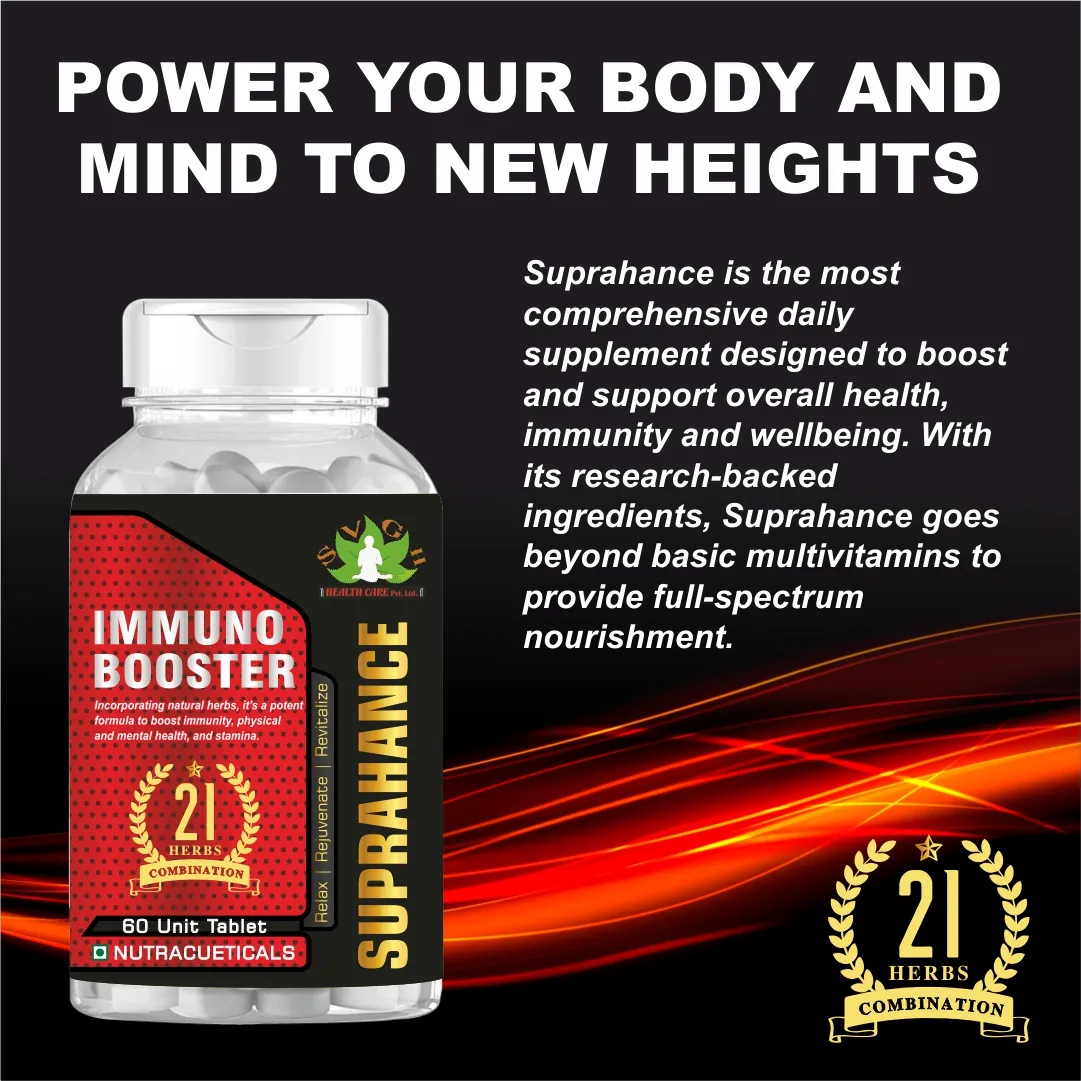 POWER YOUR BODY AND
MIND TO NEW HEIGHTS
Suprahance is the most
comprehensive daily
supplement designed to boost
and support overall health,
immunity and wellbeing. With
its research-backed
ingredients, Suprahance goes
beyond basic multivitamins to
provide full-spectrum
nourishment.
SVGH
HEALTH CARE Pvt. Ltd.
IMMUNO
BOOSTER
Incorporating natural herbs, it's a potent
formula to boost immunity, physical
and mental health, and stamina.
21
HERBS
COMBINATION
60 Unit Tablet
NUTRACUETICALS
Relax | Rejuvenate | Revitalize
SUPRAHANCE
21
HERBS
COMBINATION